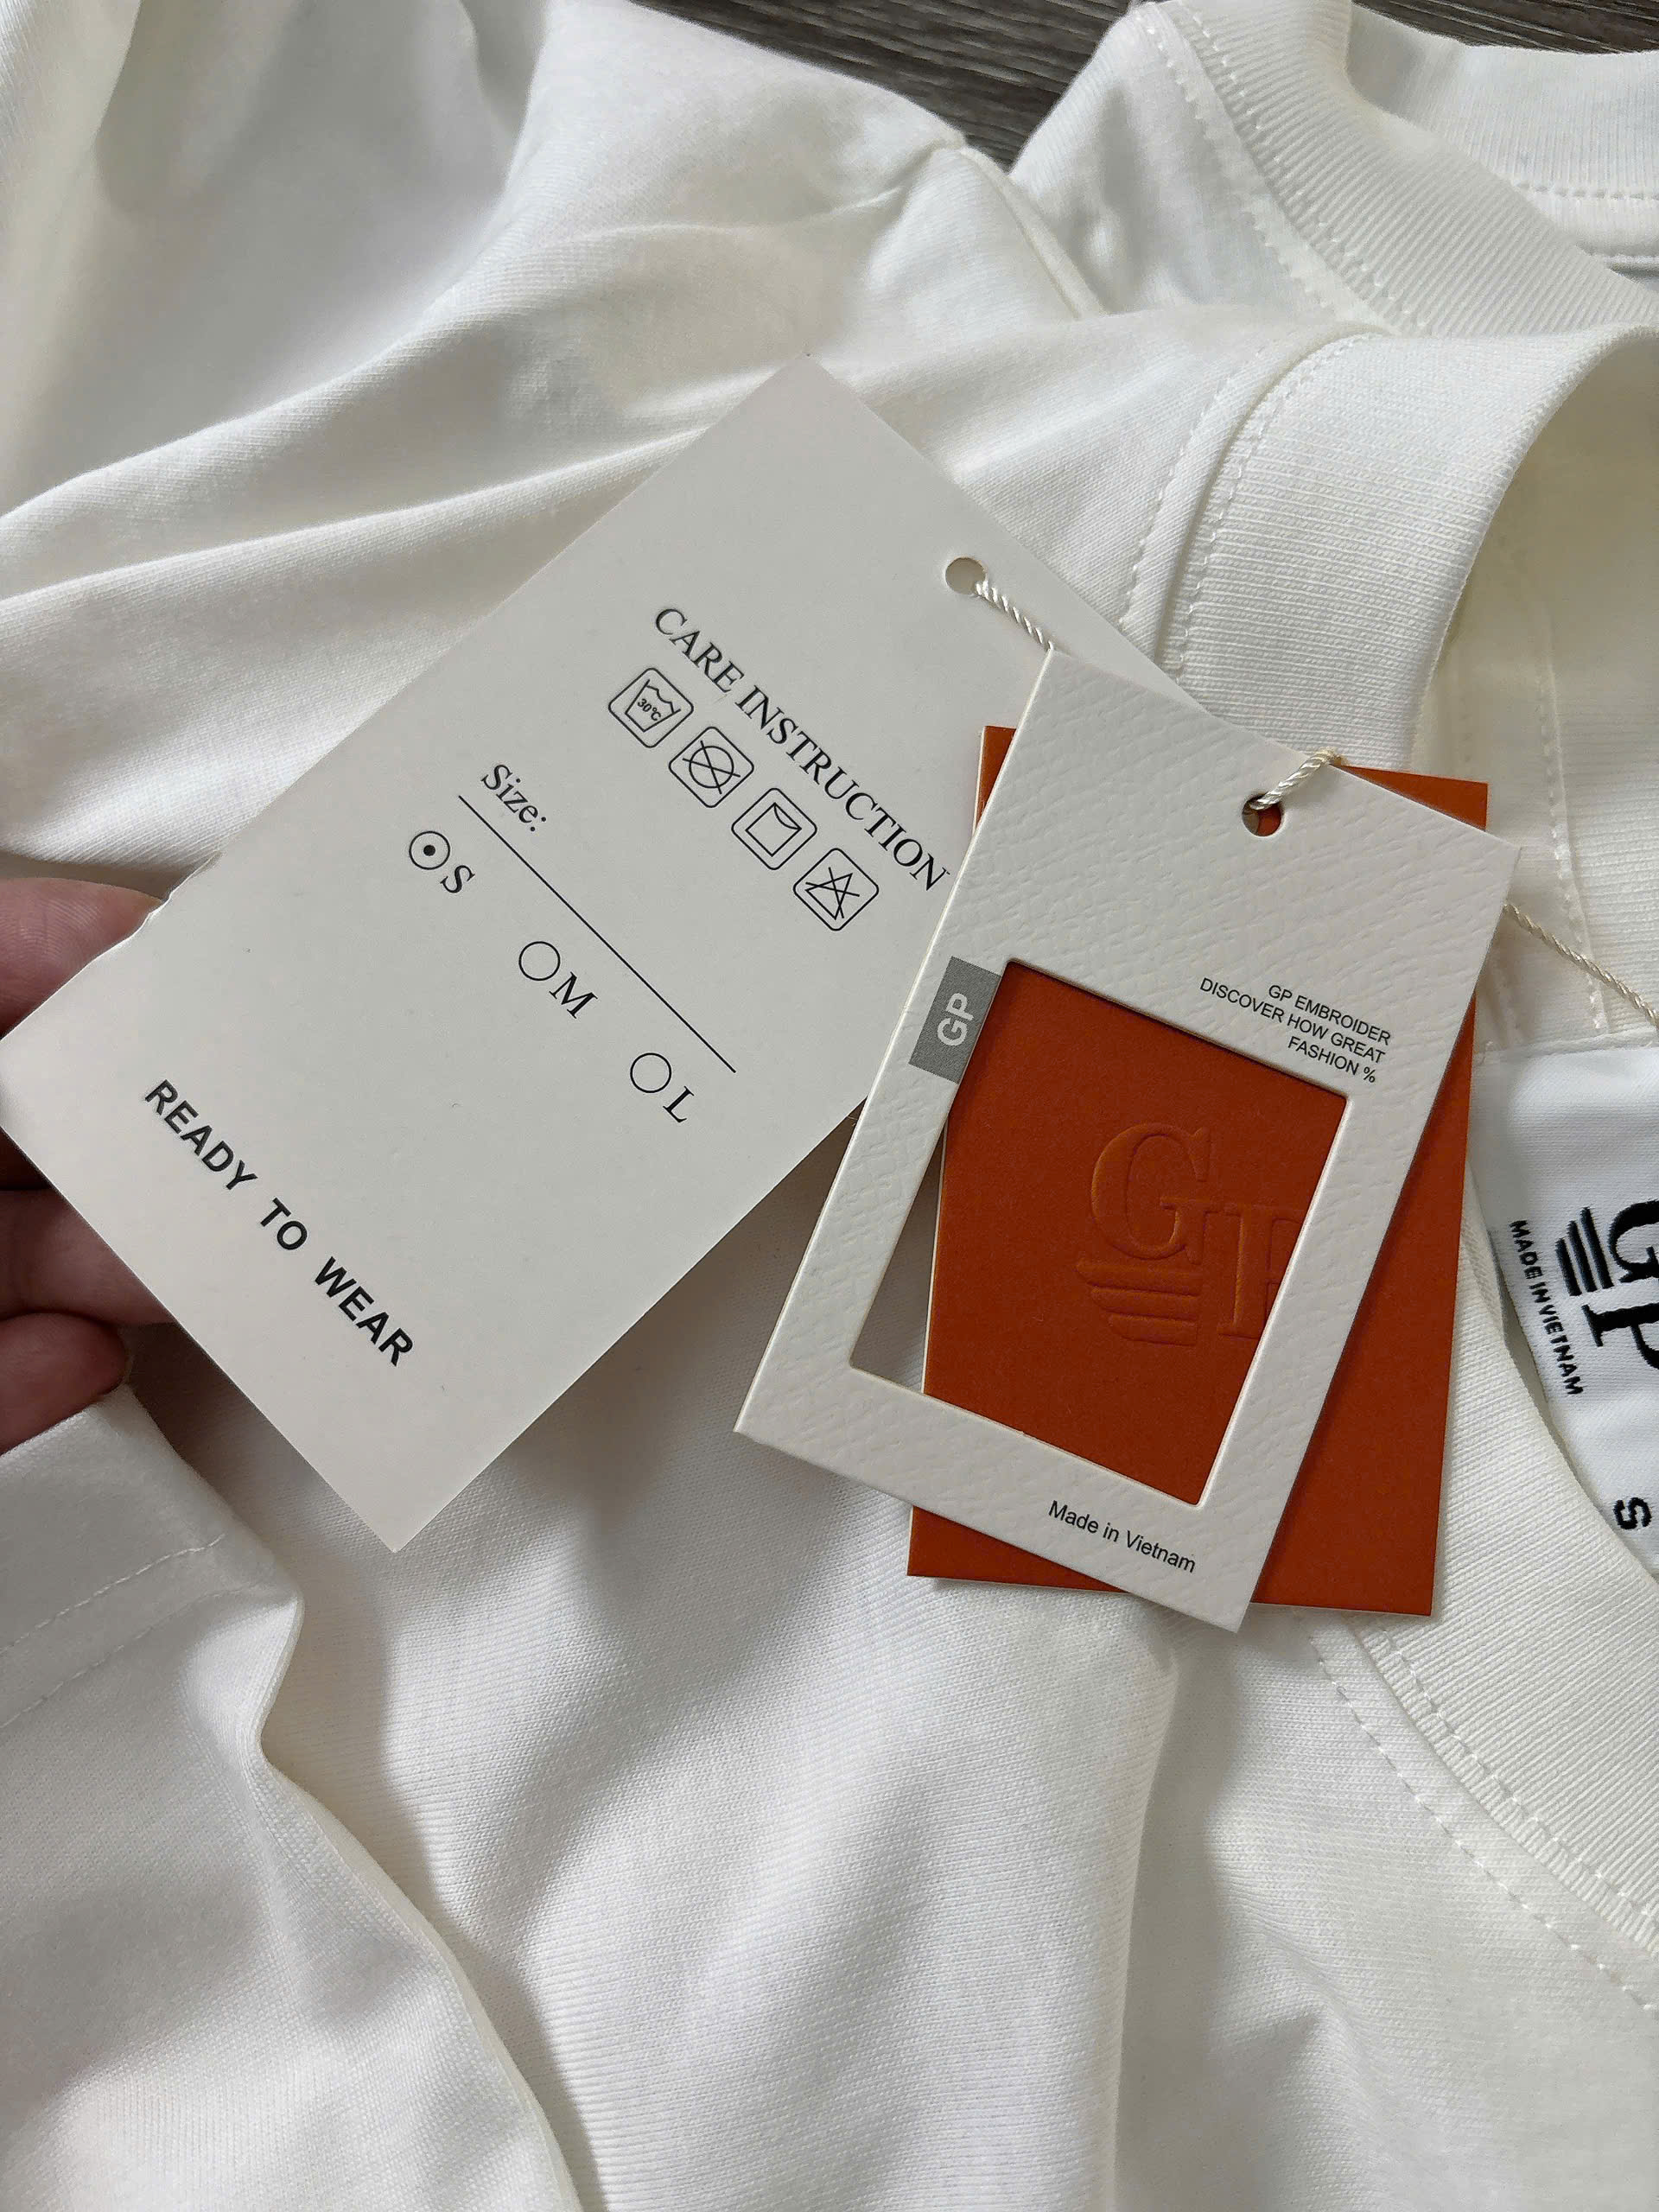 CARE INSTRUCTION
30°C
Size:
S
M
L
READY TO WEAR
GP
GP EMBROIDER
DISCOVER HOW GREAT
FASHION %
GP
Made in Vietnam
GP
MADE IN VIETNAM
S